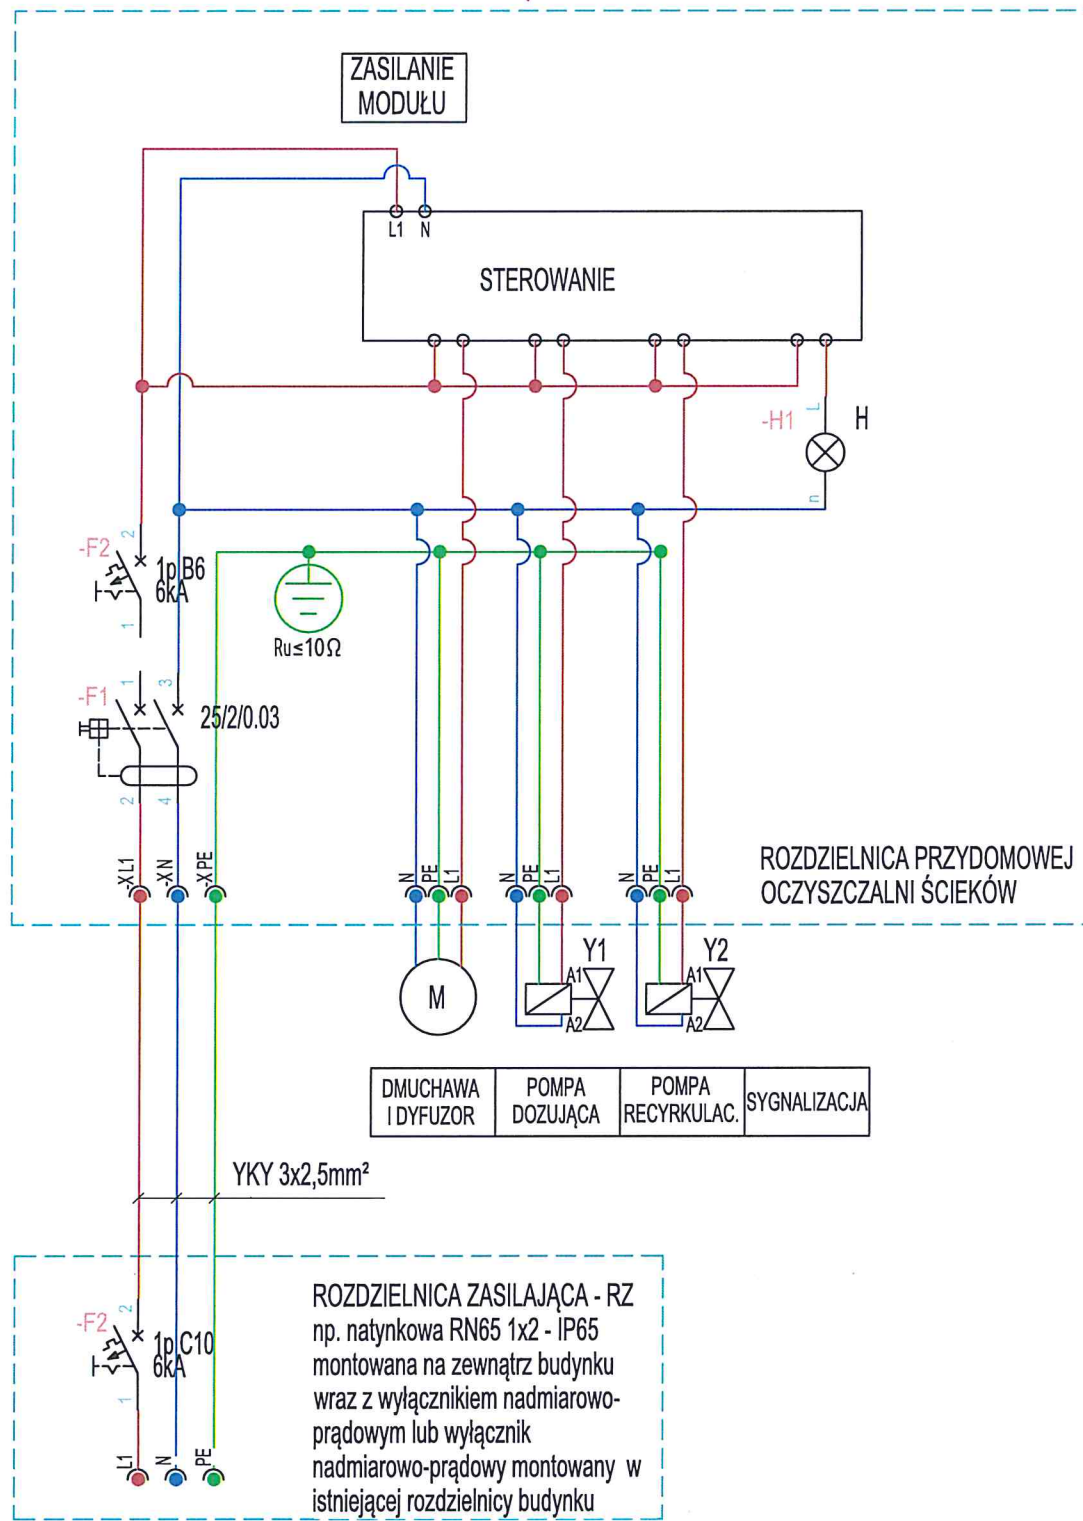 ZASILANIE
MODUŁU
L1 N
STEROWANIE
-H1
L
H
n
-F2
2
1p B6
6kA
1
Ru≤10Ω
-F1
1
3
25/2/0.03
2
4
-XL1
-XN
-XPE
N
PE
L1
N
PE
L1
N
PE
L1
ROZDZIELNICA PRZYDOMOWEJ
OCZYSZCZALNI ŚCIEKÓW
M
Y1
A1
A2
Y2
A1
A2
DMUCHAWA
I DYFUZOR
POMPA
DOZUJĄCA
POMPA
RECYRKULAC.
SYGNALIZACJA
YKY 3x2,5mm²
-F2
2
1p C10
6kA
1
L1
N
PE
ROZDZIELNICA ZASILAJĄCA - RZ
np. natynkowa RN65 1x2 - IP65
montowana na zewnątrz budynku
wraz z wyłącznikiem nadmiarowo-
prądowym lub wyłącznik
nadmiarowo-prądowy montowany w
istniejącej rozdzielnicy budynku